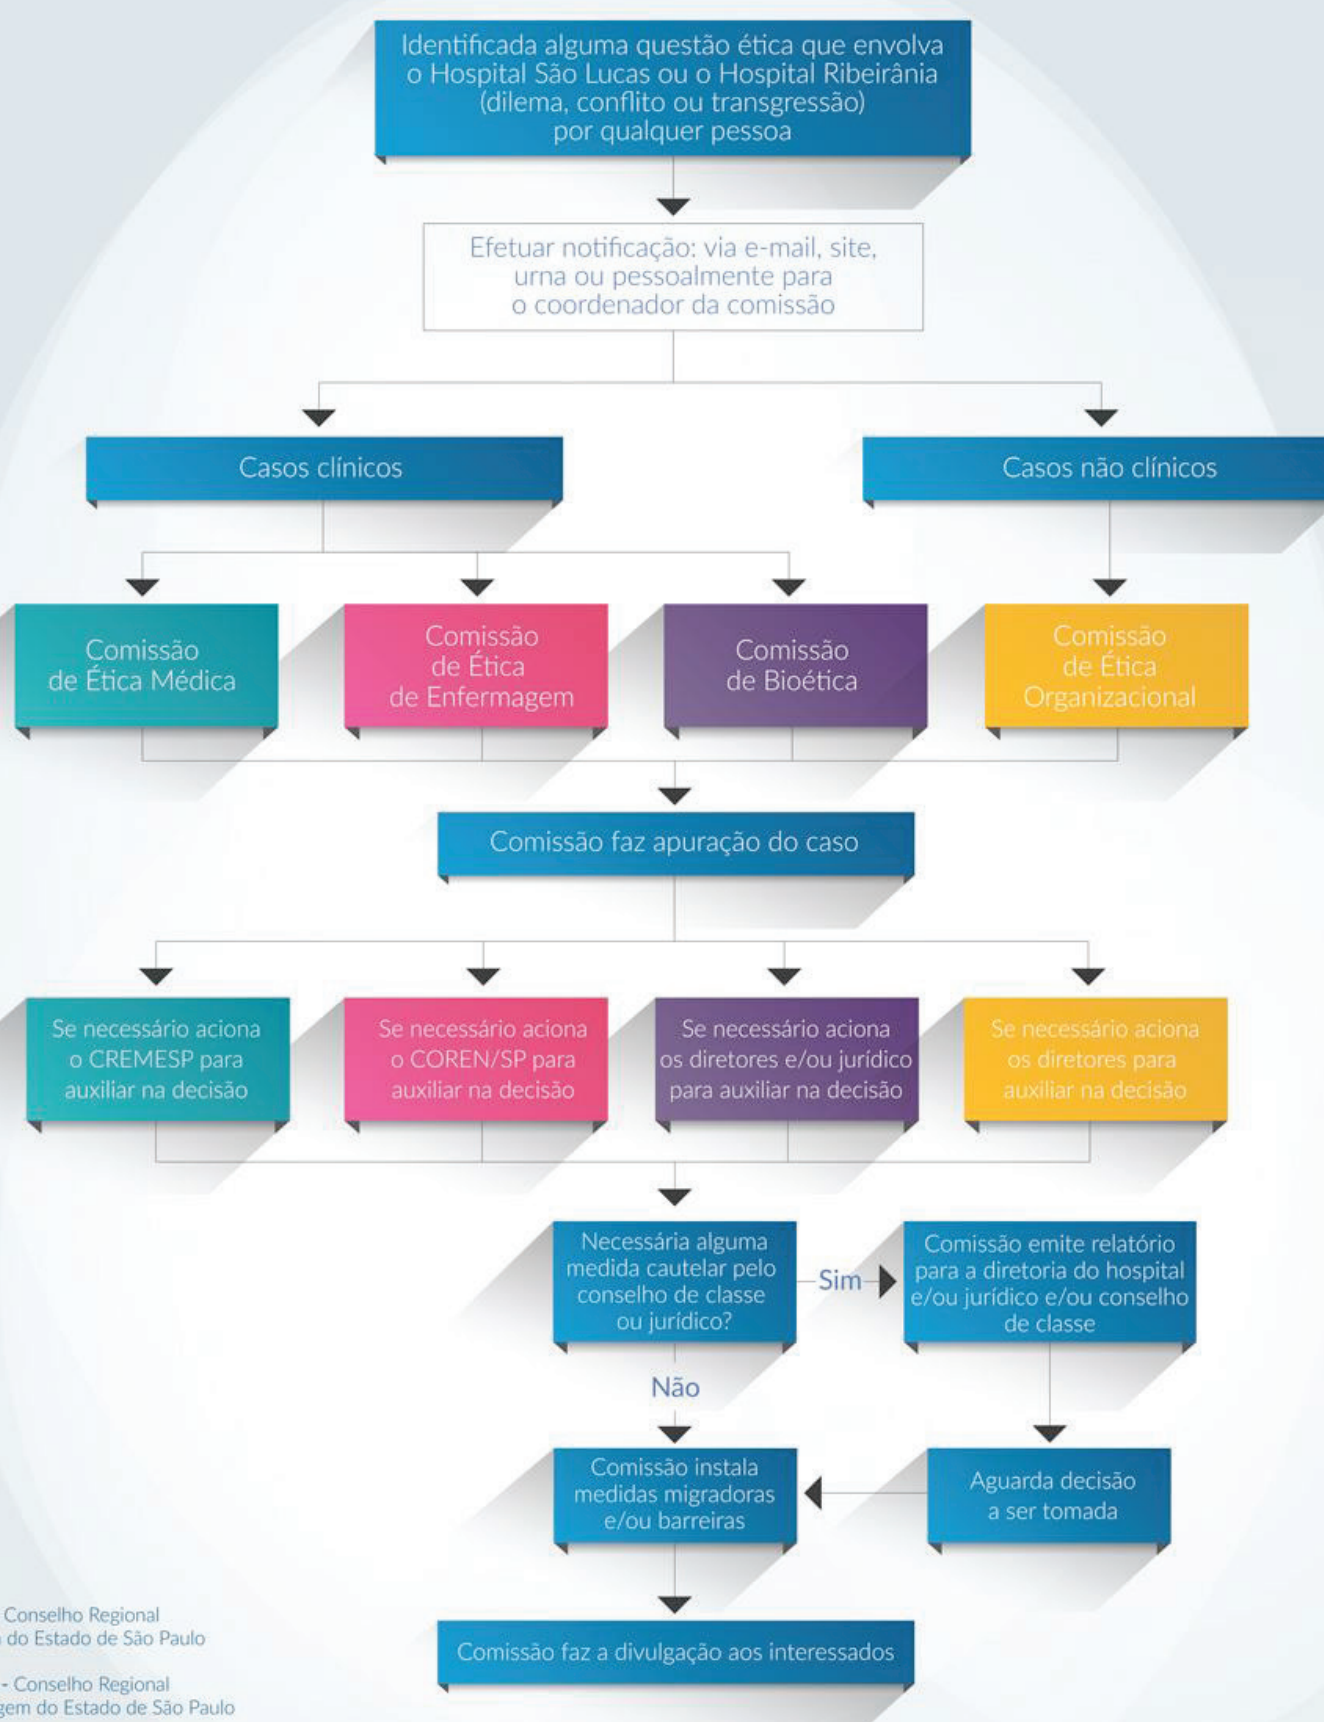 Identificada alguma questão ética que envolva
o Hospital São Lucas ou o Hospital Ribeirânia
(dilema, conflito ou transgressão)
por qualquer pessoa
Efetuar notificação: via e-mail, site,
urna ou pessoalmente para
o coordenador da comissão
Casos clínicos
Casos não clínicos
Comissão
de Ética Médica
Comissão
de Ética
de Enfermagem
Comissão
de Bioética
Comissão
de Ética
Organizacional
Comissão faz apuração do caso
Se necessário aciona
o CREMESP para
auxiliar na decisão
Se necessário aciona
o COREN/SP para
auxiliar na decisão
Se necessário aciona
os diretores e/ou jurídico
para auxiliar na decisão
Se necessário aciona
os diretores para
auxiliar na decisão
Necessária alguma
medida cautelar pelo
conselho de classe
ou jurídico?
Sim
Comissão emite relatório
para a diretoria do hospital
e/ou jurídico e/ou conselho
de classe
Não
Comissão instala
medidas migradoras
e/ou barreiras
Aguarda decisão
a ser tomada
Comissão faz a divulgação aos interessados
Conselho Regional
do Estado de São Paulo
- Conselho Regional
gem do Estado de São Paulo